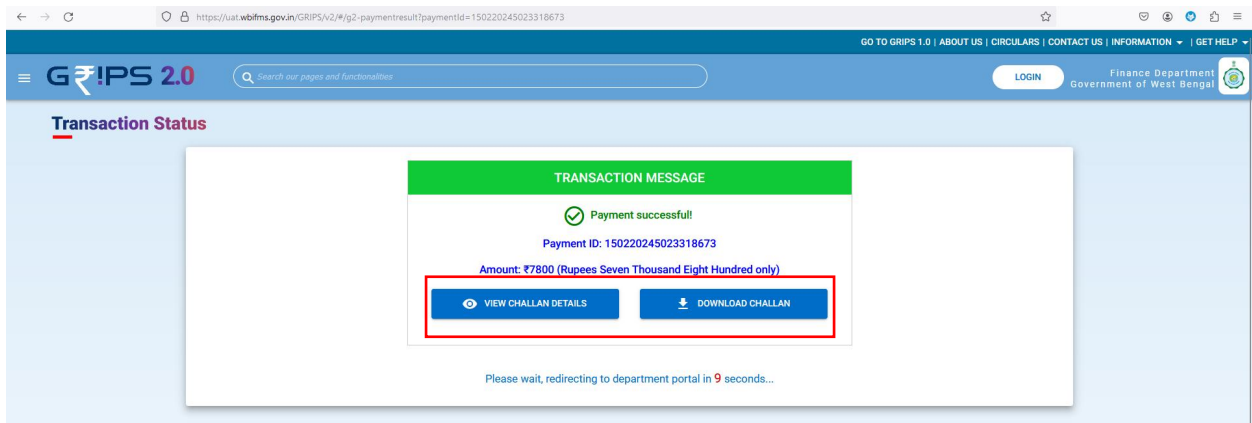 https://uat.wbifms.gov.in/GRIPS/v2/#/g2-paymentresult?paymentId=150220245023318673
GO TO GRIPS 1.0 | ABOUT US | CIRCULARS | CONTACT US | INFORMATION | GET HELP
G₹!PS 2.0
Search our pages and functionalities
LOGIN
Finance Department
Government of West Bengal
Transaction Status
TRANSACTION MESSAGE
Payment successful!
Payment ID: 150220245023318673
Amount: ₹7800 (Rupees Seven Thousand Eight Hundred only)
VIEW CHALLAN DETAILS
DOWNLOAD CHALLAN
Please wait, redirecting to department portal in 9 seconds...